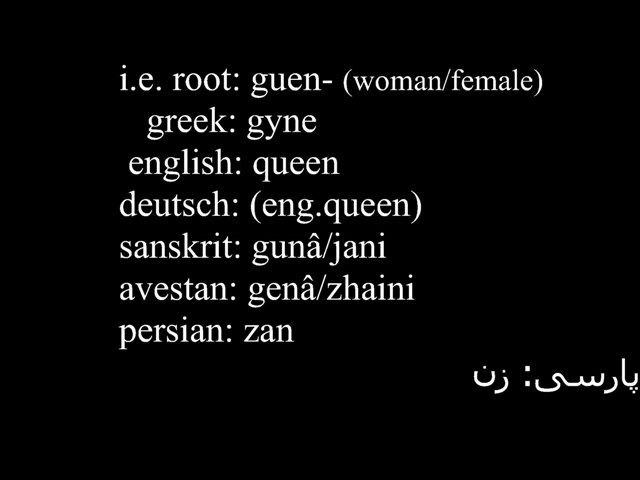 i.e. root: guen- (woman/female)
greek: gyne
english: queen
deutsch: (eng.queen)
sanskrit: gunâ/jani
avestan: genâ/zhaini
persian: zan
پارسی: زن